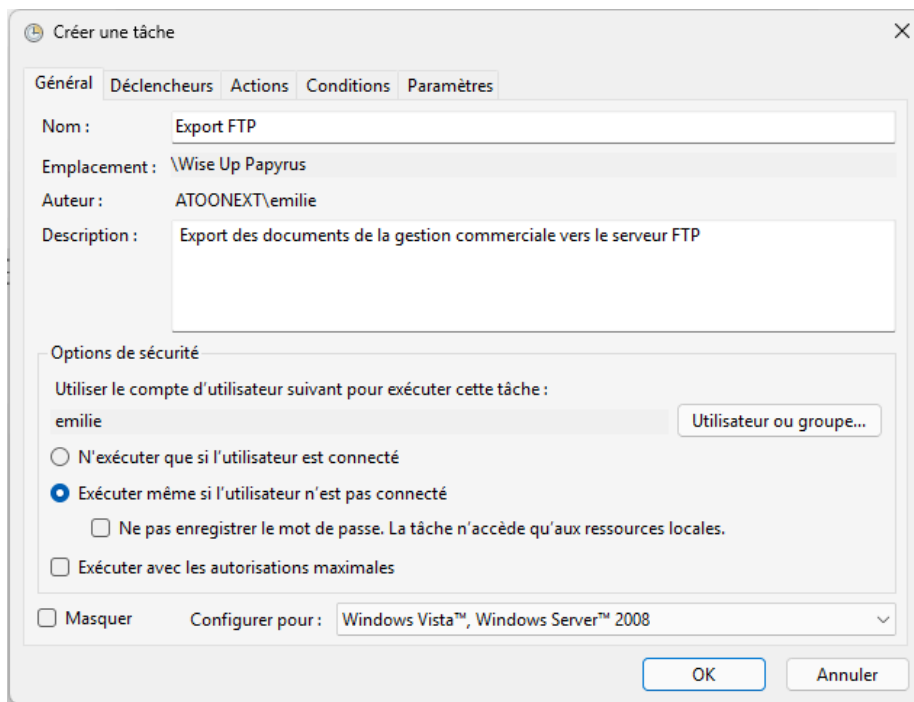 Créer une tâche
Général Déclencheurs Actions Conditions Paramètres
Nom : Export FTP
Emplacement : \Wise Up Papyrus
Auteur : ATOONEXT\emilie
Description : Export des documents de la gestion commerciale vers le serveur FTP
Options de sécurité
Utiliser le compte d'utilisateur suivant pour exécuter cette tâche :
emilie Utilisateur ou groupe...
N'exécuter que si l'utilisateur est connecté
Exécuter même si l'utilisateur n'est pas connecté
Ne pas enregistrer le mot de passe. La tâche n'accède qu'aux ressources locales.
Exécuter avec les autorisations maximales
Masquer Configurer pour : Windows Vista™, Windows Server™ 2008
OK Annuler